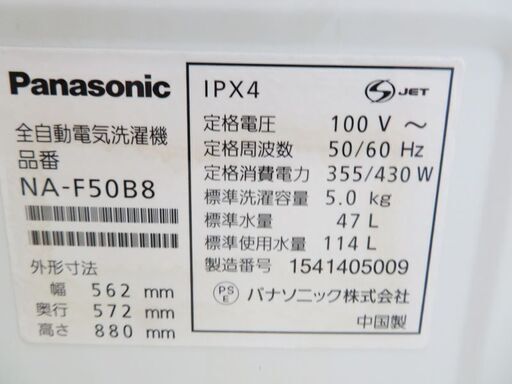 Panasonic
全自動電気洗濯機
品番
NA-F50B8
外形寸法
幅 562 mm
奥行 572 mm
高さ 880 mm
IPX4
S JET
定格電圧 100 V ～
定格周波数 50/60 Hz
定格消費電力 355/430 W
標準洗濯容量 5.0 kg
標準水量 47 L
標準使用水量 114 L
製造番号 1541405009
PS
E
パナソニック株式会社
中国製